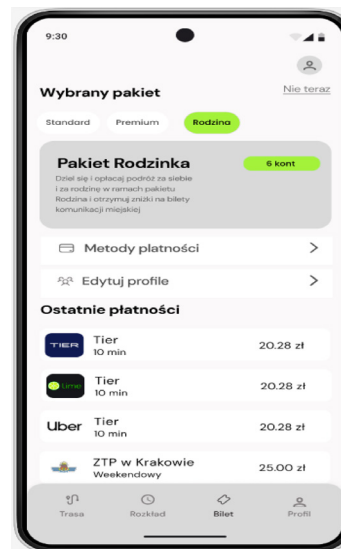 9:30
Wybrany pakiet
Nie teraz
Standard Premium Rodzina
Pakiet Rodzinka
6 kont
Dziel się i opłacaj podróż za siebie
i za rodzinę w ramach pakietu
Rodzina i otrzymuj zniżki na bilety
komunikacji miejskiej
Metody płatności
Edytuj profile
Ostatnie płatności
TIER
Tier
10 min
20.28 zł
Lime
Tier
10 min
20.28 zł
Uber
Tier
10 min
20.28 zł
ZTP w Krakowie
Weekendowy
25.00 zł
Trasa Rozkład Bilet Profil